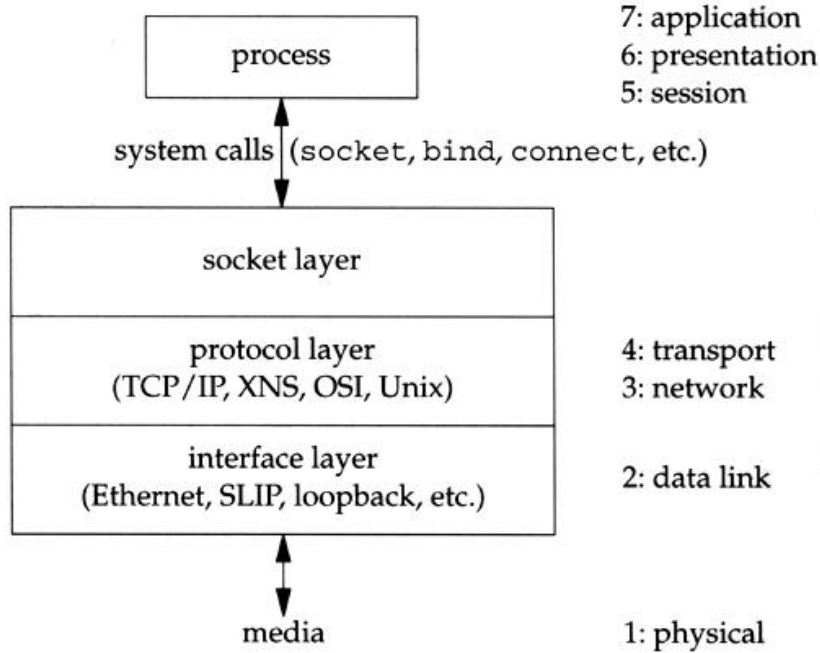 7: application
process
6: presentation
5: session
system calls (socket, bind, connect, etc.)
socket layer
protocol layer
4: transport
(TCP/IP, XNS, OSI, Unix)
3: network
interface layer
2: data link
(Ethernet, SLIP, loopback, etc.)
media
1: physical